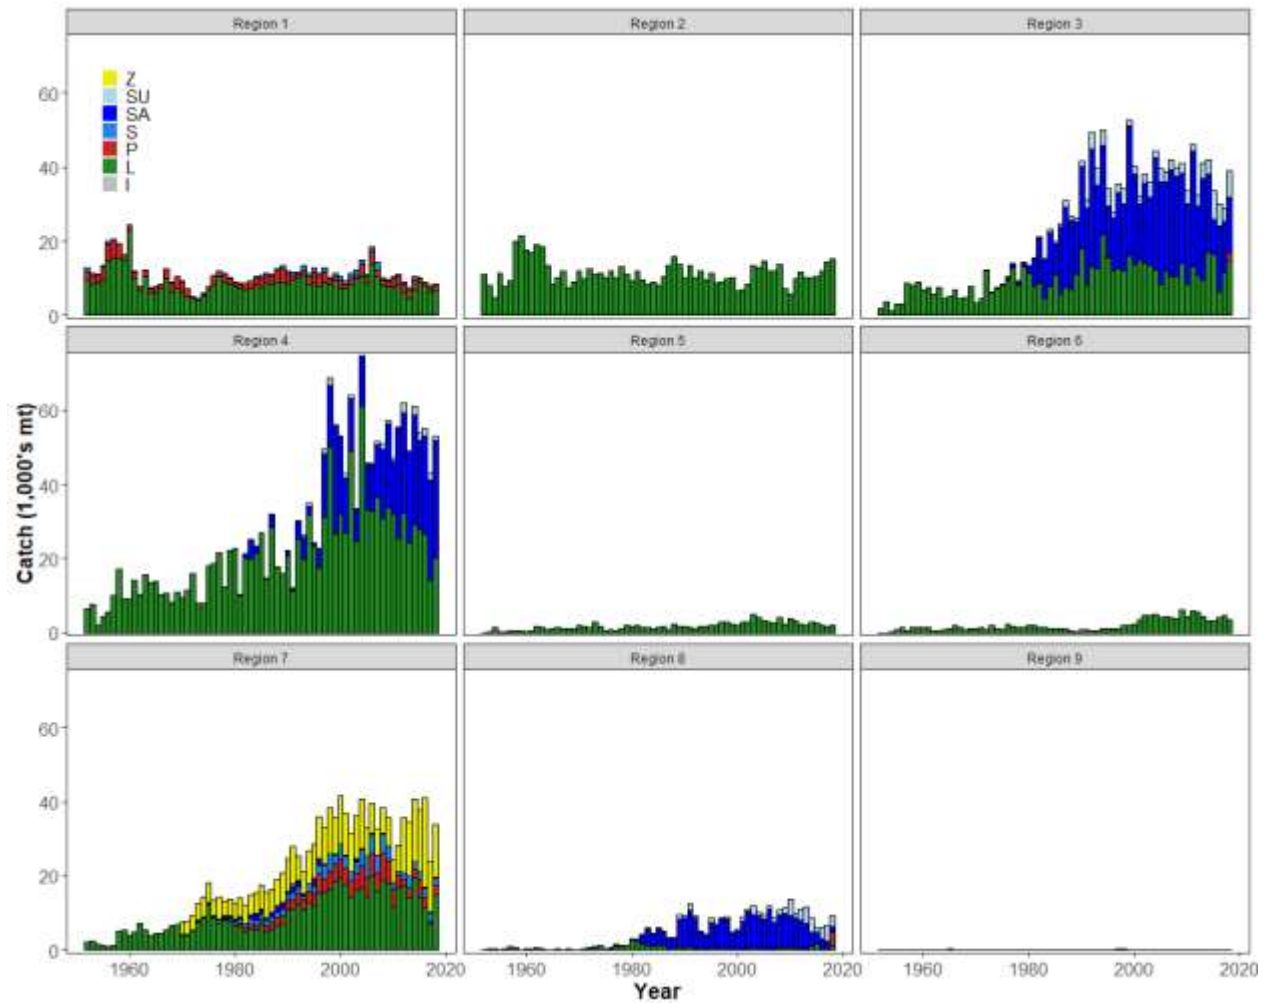 Region 1
Region 2
Region 3
Z
SU
SA
S
P
L
I
60
40
20
0
Region 4
Region 5
Region 6
60
40
20
0
Catch (1,000's mt)
Region 7
Region 8
Region 9
60
40
20
0
1960 1980 2000 2020
1960 1980 2000 2020
1960 1980 2000 2020
Year